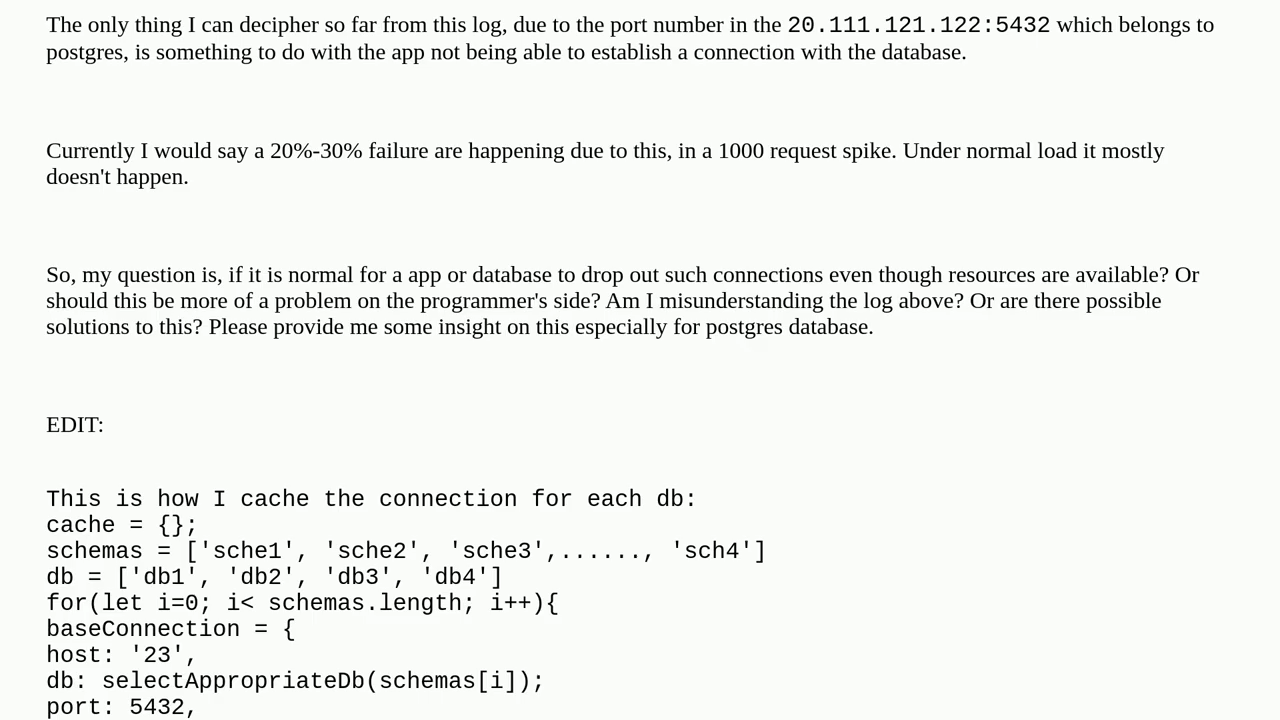 The only thing I can decipher so far from this log, due to the port number in the 20.111.121.122:5432 which belongs to
postgres, is something to do with the app not being able to establish a connection with the database.
Currently I would say a 20%-30% failure are happening due to this, in a 1000 request spike. Under normal load it mostly
doesn't happen.
So, my question is, if it is normal for a app or database to drop out such connections even though resources are available? Or
should this be more of a problem on the programmer's side? Am I misunderstanding the log above? Or are there possible
solutions to this? Please provide me some insight on this especially for postgres database.
EDIT:
This is how I cache the connection for each db:
cache = {};
schemas = ['sche1', 'sche2', 'sche3',......, 'sch4']
db = ['db1', 'db2', 'db3', 'db4']
for(let i=0; i< schemas.length; i++){
baseConnection = {
host: '23',
db: selectAppropriateDb(schemas[i]);
port: 5432,